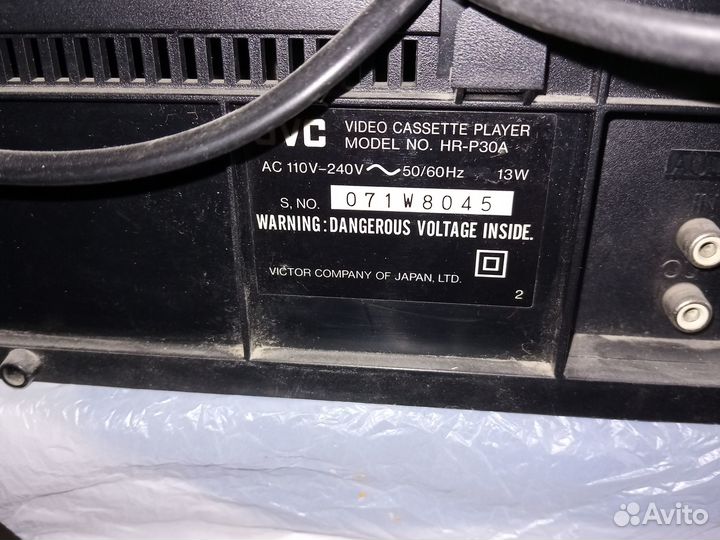 JVC VIDEO CASSETTE PLAYER
MODEL NO. HR-P30A
AC 110V-240V ~ 50/60Hz 13W
S, NO. 071W8045
WARNING: DANGEROUS VOLTAGE INSIDE.
VICTOR COMPANY OF JAPAN, LTD.
2
Avito